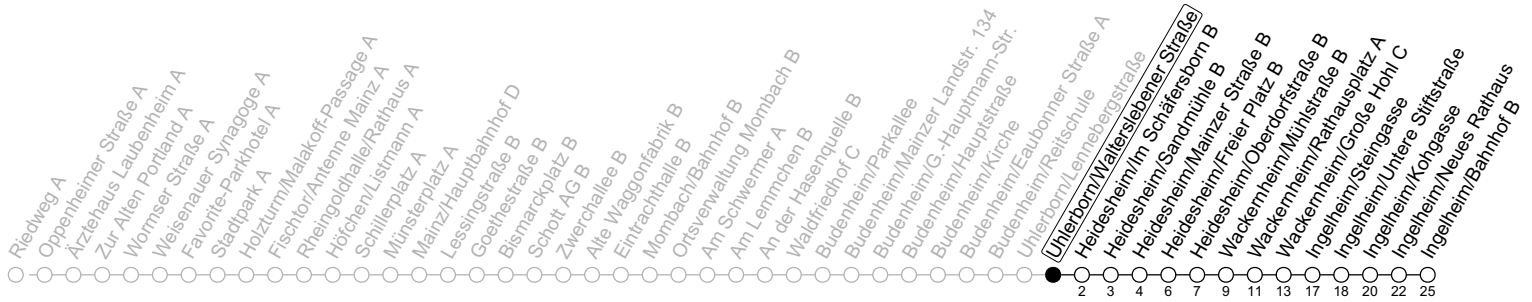 Riedweg A
Oppenheimer Straße A
Ärztehaus Laubenheim A
Zur Alten Portland A
Wormser Straße A
Weisenauer Synagoge A
Favorite-Parkhotel A
Stadtpark A
Holzturm/Malakoff-Passage A
Fischtor/Antenne Mainz A
Rheingoldhalle/Rathaus A
Höfchen/Listmann A
Schillerplatz A
Münsterplatz A
Mainz/Hauptbahnhof D
Lessingstraße B
Goethestraße B
Bismarckplatz B
Schott AG B
Zwerchallee B
Alte Waggonfabrik B
Eintrachthalle B
Mombach/Bahnhof B
Ortsverwaltung Mombach B
Am Schwermer A
Am Lemmchen B
An der Hasenquelle B
Waldfriedhof C
Budenheim/Parkallee
Budenheim/Mainzer Landstr. 134
Budenheim/G.-Hauptmann-Str.
Budenheim/Hauptstraße
Budenheim/Kirche
Budenheim/Eaubonner Straße A
Budenheim/Reitschule
Uhlerborn/Lennebergstraße
Uhlerborn/Walterslebener Straße
Heidesheim/Im Schäfersborn B
Heidesheim/Sandmühle B
Heidesheim/Mainzer Straße B
Heidesheim/Freier Platz B
Heidesheim/Oberdorfstraße B
Wackernheim/Mühlstraße B
Wackernheim/Rathausplatz A
Wackernheim/Große Hohl C
Ingelheim/Steingasse
Ingelheim/Untere Stiftstraße
Ingelheim/Kongasse
Ingelheim/Neues Rathaus
Ingelheim/Bahnhof B
2 3 4 6 7 9 11 13 17 18 20 22 25